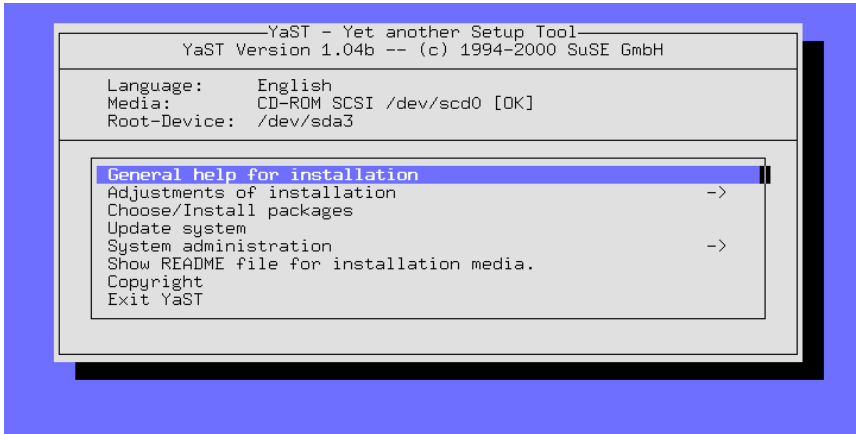 YaST - Yet another Setup Tool
YaST Version 1.04b -- (c) 1994-2000 SuSE GmbH
Language: English
Media: CD-ROM SCSI /dev/scd0 [OK]
Root-Device: /dev/sda3
General help for installation
Adjustments of installation ->
Choose/Install packages
Update system
System administration ->
Show README file for installation media.
Copyright
Exit YaST